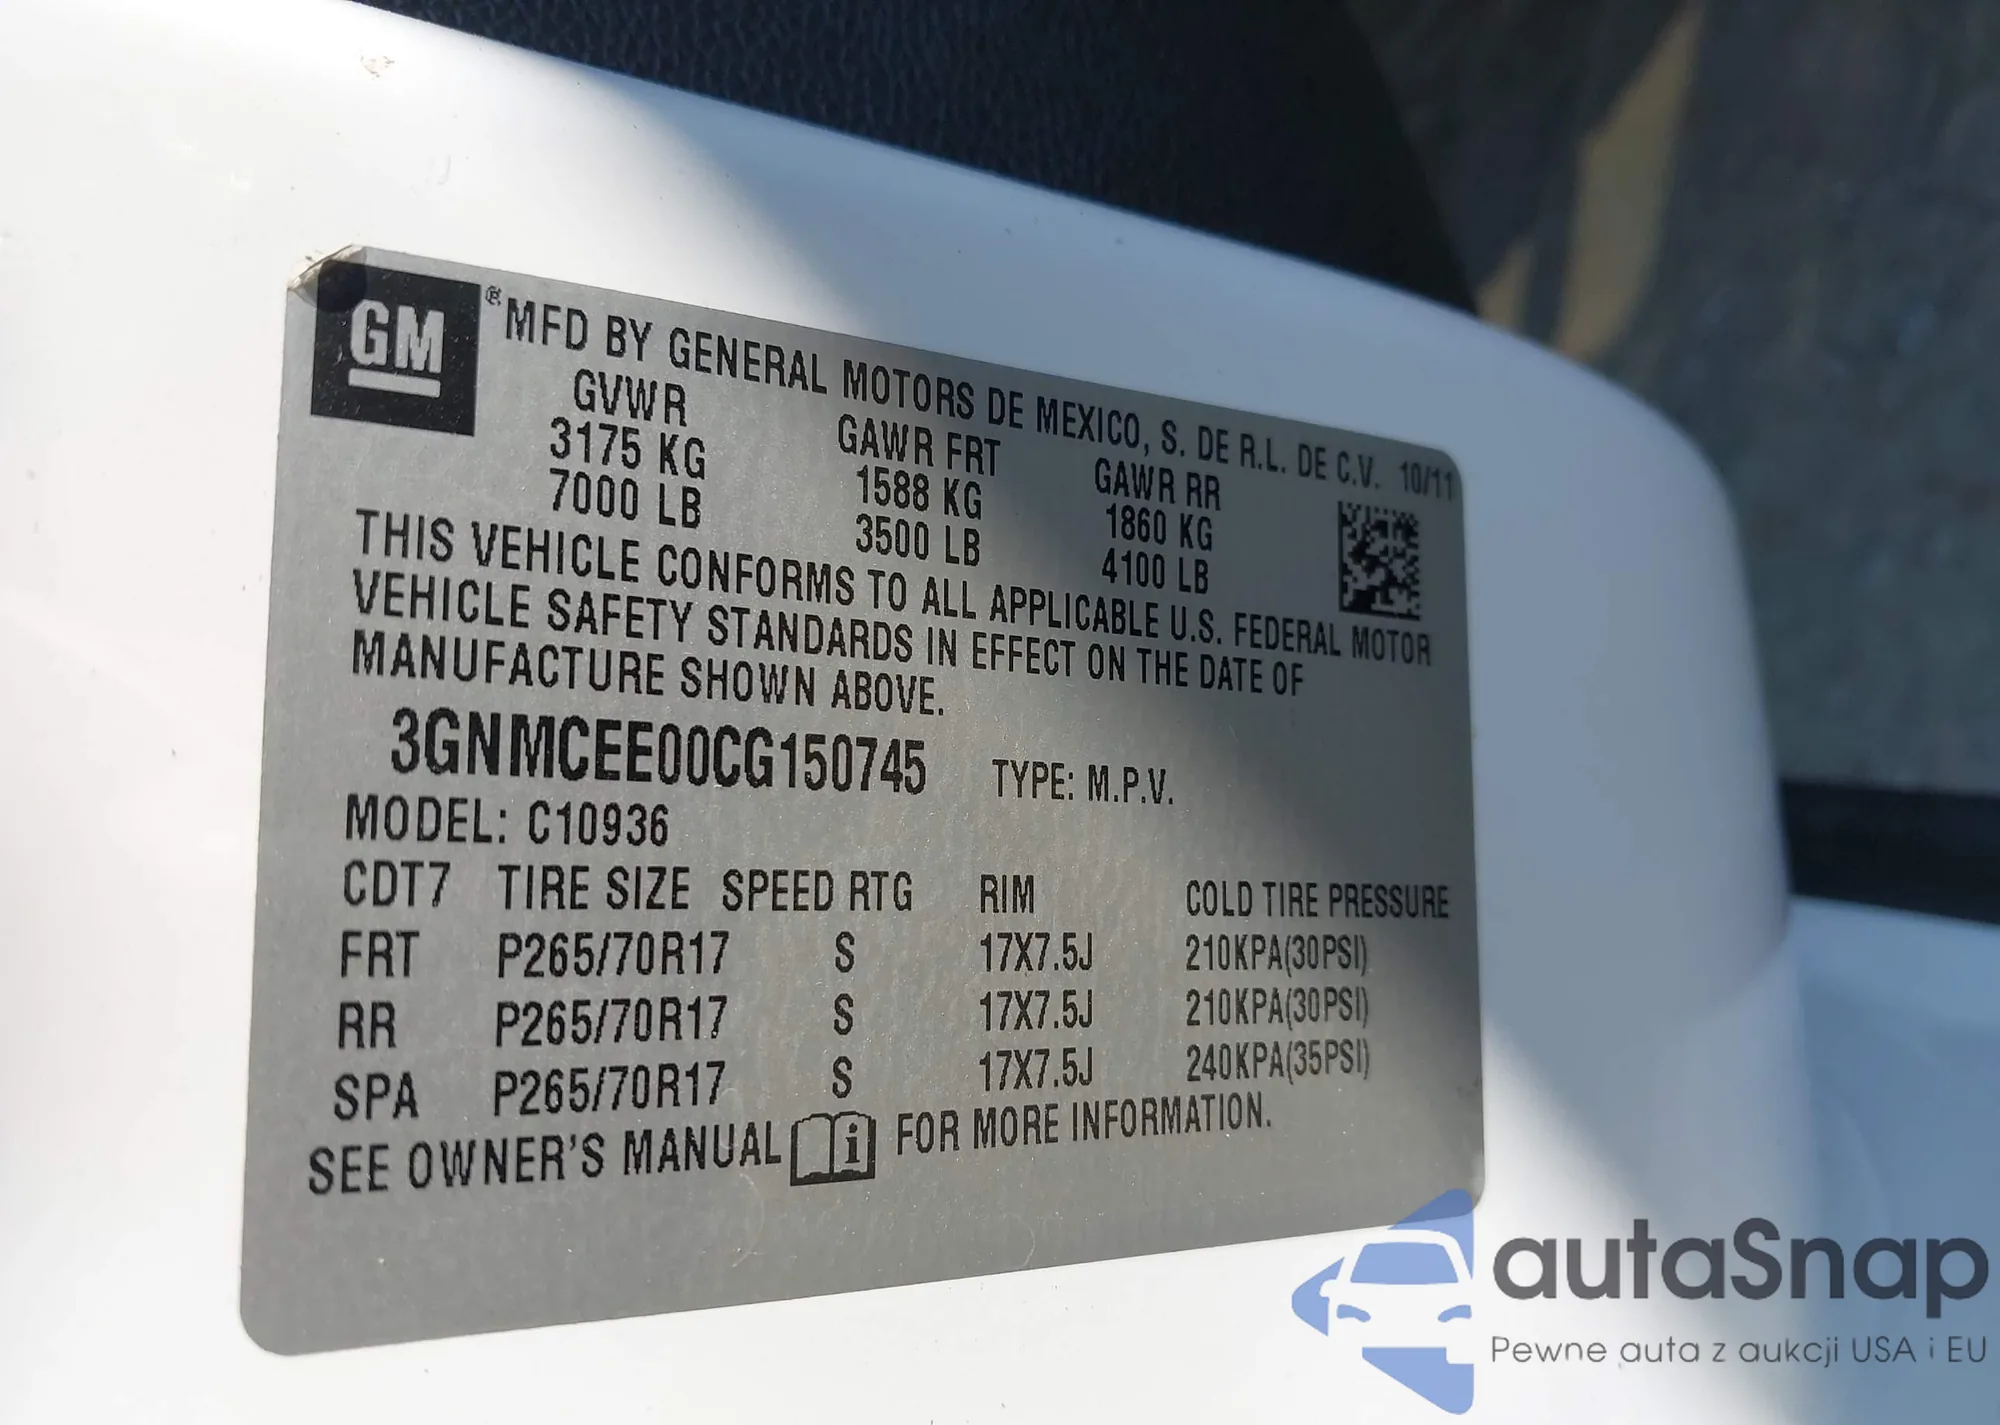 GM ® MFD BY GENERAL MOTORS DE MEXICO, S. DE R.L. DE C.V. 10/11
GVWR GAWR FRT GAWR RR
3175 KG 1588 KG 1860 KG
7000 LB 3500 LB 4100 LB
THIS VEHICLE CONFORMS TO ALL APPLICABLE U.S. FEDERAL MOTOR
VEHICLE SAFETY STANDARDS IN EFFECT ON THE DATE OF
MANUFACTURE SHOWN ABOVE.
3GNMCEE00CG150745 TYPE: M.P.V.
MODEL: C10936
CDT7 TIRE SIZE SPEED RTG RIM COLD TIRE PRESSURE
FRT P265/70R17 S 17X7.5J 210KPA(30PSI)
RR P265/70R17 S 17X7.5J 210KPA(30PSI)
SPA P265/70R17 S 17X7.5J 240KPA(35PSI)
SEE OWNER'S MANUAL i FOR MORE INFORMATION.
autaSnap
Pewne auta z aukcji USA i EU